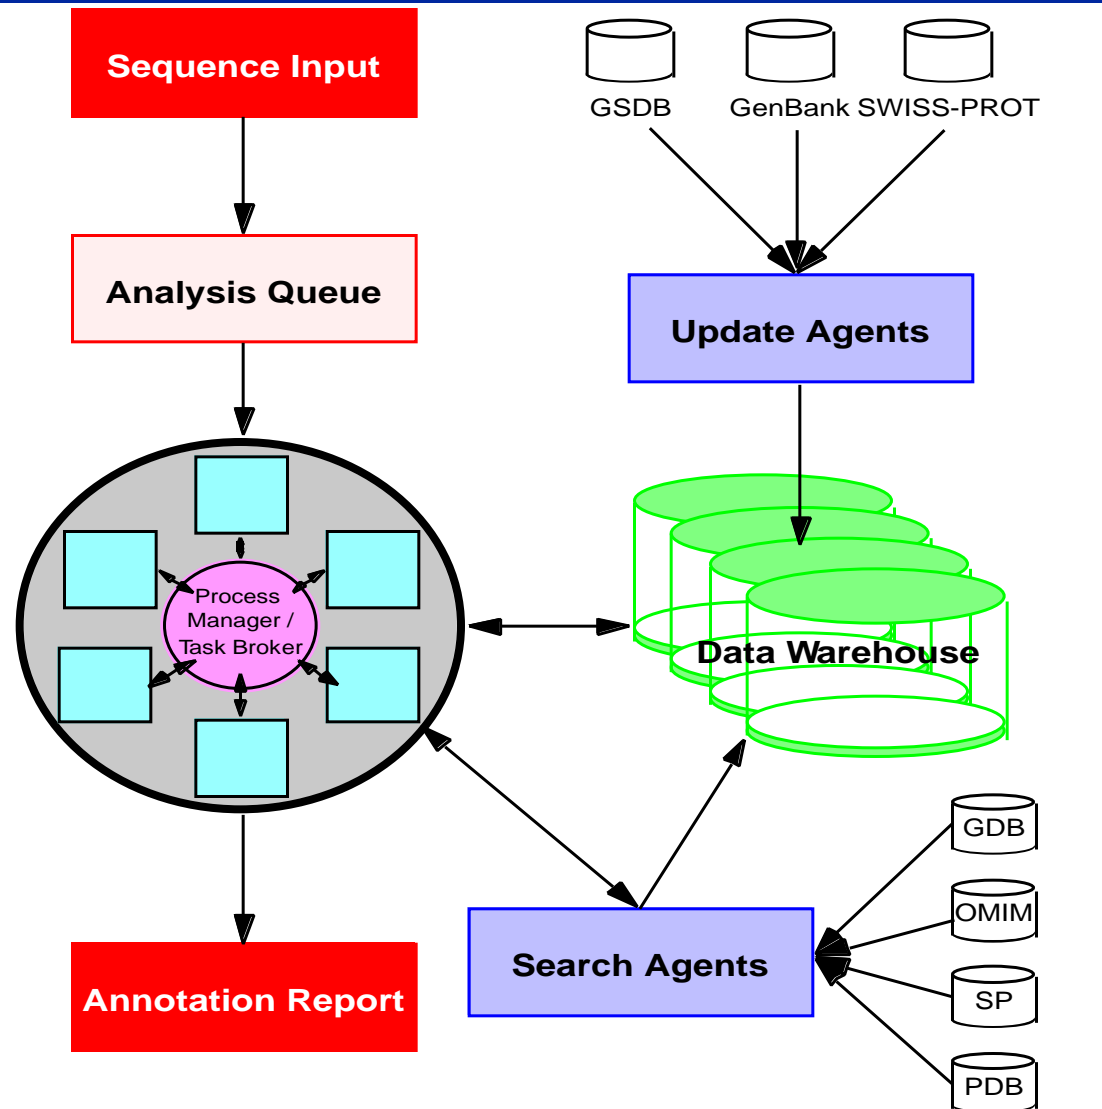 Sequence Input
GSDB
GenBank
SWISS-PROT
Analysis Queue
Update Agents
Process
Manager /
Task Broker
Data Warehouse
GDB
OMIM
SP
PDB
Search Agents
Annotation Report